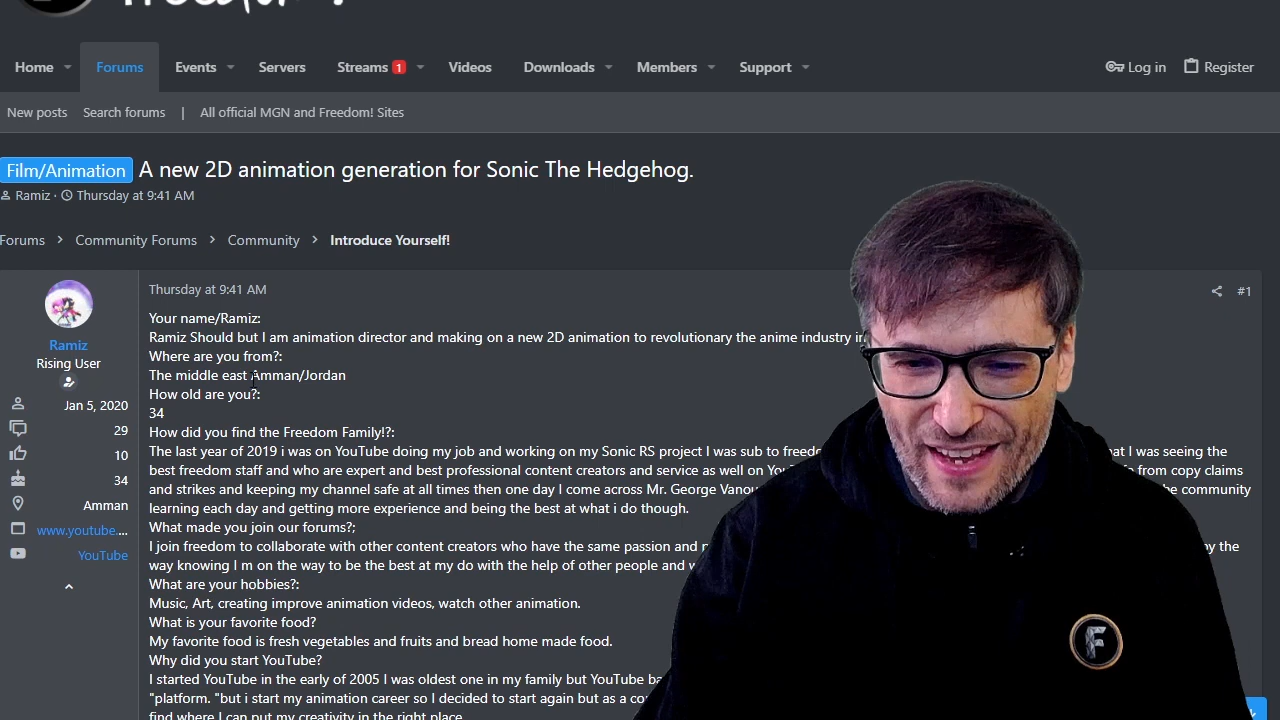 Home Forums Events Servers Streams 1 Videos Downloads Members Support Log in Register
New posts Search forums | All official MGN and Freedom! Sites
Film/Animation A new 2D animation generation for Sonic The Hedgehog.
Ramiz · Thursday at 9:41 AM
Forums > Community Forums > Community > Introduce Yourself!
Thursday at 9:41 AM #1
Ramiz
Rising User
Jan 5, 2020
29
10
34
Amman
www.youtube....
YouTube
Your name/Ramiz:
Ramiz Should but I am animation director and making on a new 2D animation to revolutionary the anime industry in
Where are you from?:
The middle east Amman/Jordan
How old are you?:
34
How did you find the Freedom Family!?:
The last year of 2019 i was on YouTube doing my job and working on my Sonic RS project I was sub to I was seeing the
best freedom staff and who are expert and best professional content creators and service as well on from copy claims
and strikes and keeping my channel safe at all times then one day I come across Mr. George community
learning each day and getting more experience and being the best at what i do though.
What made you join our forums?;
I join freedom to collaborate with other content creators who have the same passion and by the
way knowing I m on the way to be the best at my do with the help of other people and
What are your hobbies?:
Music, Art, creating improve animation videos, watch other animation.
What is your favorite food?
My favorite food is fresh vegetables and fruits and bread home made food.
Why did you start YouTube?
I started YouTube in the early of 2005 I was oldest one in my family but YouTube
"platform. "but i start my animation career so I decided to start again but as a
find where I can put my creativity in the right place
F